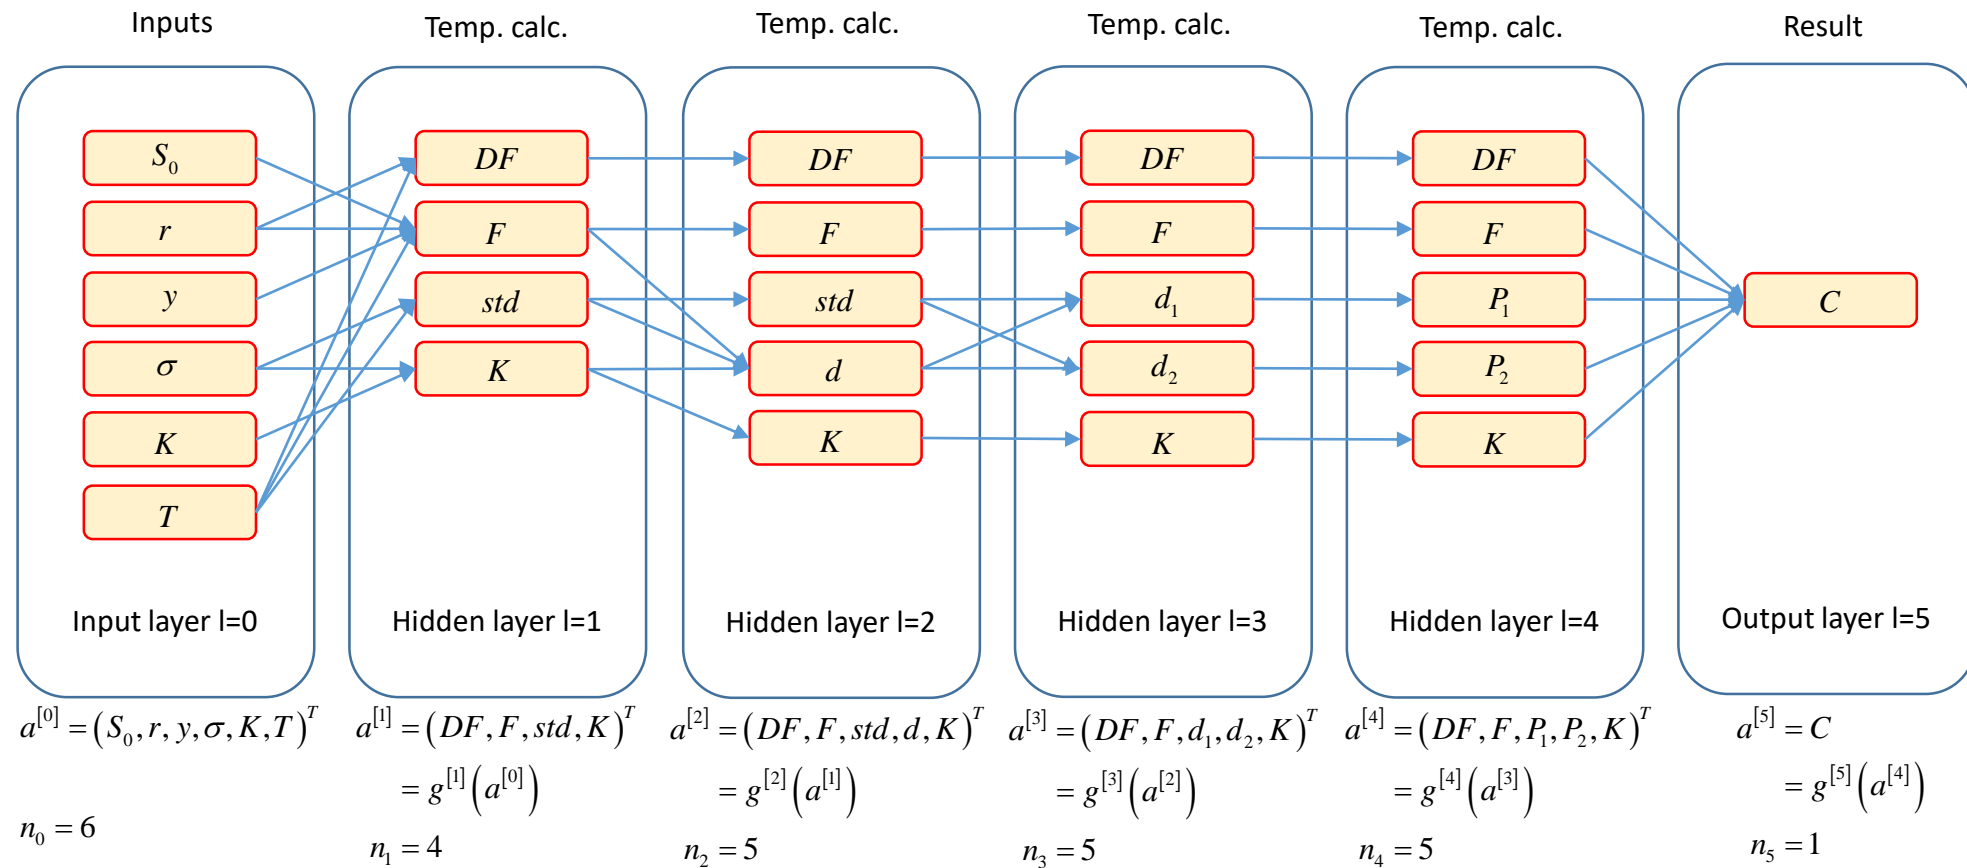 Inputs
Temp. calc.
Temp. calc.
Temp. calc.
Temp. calc.
Result
S₀
r
y
σ
K
T
Input layer l=0
DF
F
std
K
Hidden layer l=1
DF
F
std
d
K
Hidden layer l=2
DF
F
d₁
d₂
K
Hidden layer l=3
DF
F
P₁
P₂
K
Hidden layer l=4
C
Output layer l=5
a^[0] = (S₀, r, y, σ, K, T)^T
n₀ = 6
a^[1] = (DF, F, std, K)^T
= g^[1](a^[0])
n₁ = 4
a^[2] = (DF, F, std, d, K)^T
= g^[2](a^[1])
n₂ = 5
a^[3] = (DF, F, d₁, d₂, K)^T
= g^[3](a^[2])
n₃ = 5
a^[4] = (DF, F, P₁, P₂, K)^T
= g^[4](a^[3])
n₄ = 5
a^[5] = C
= g^[5](a^[4])
n₅ = 1